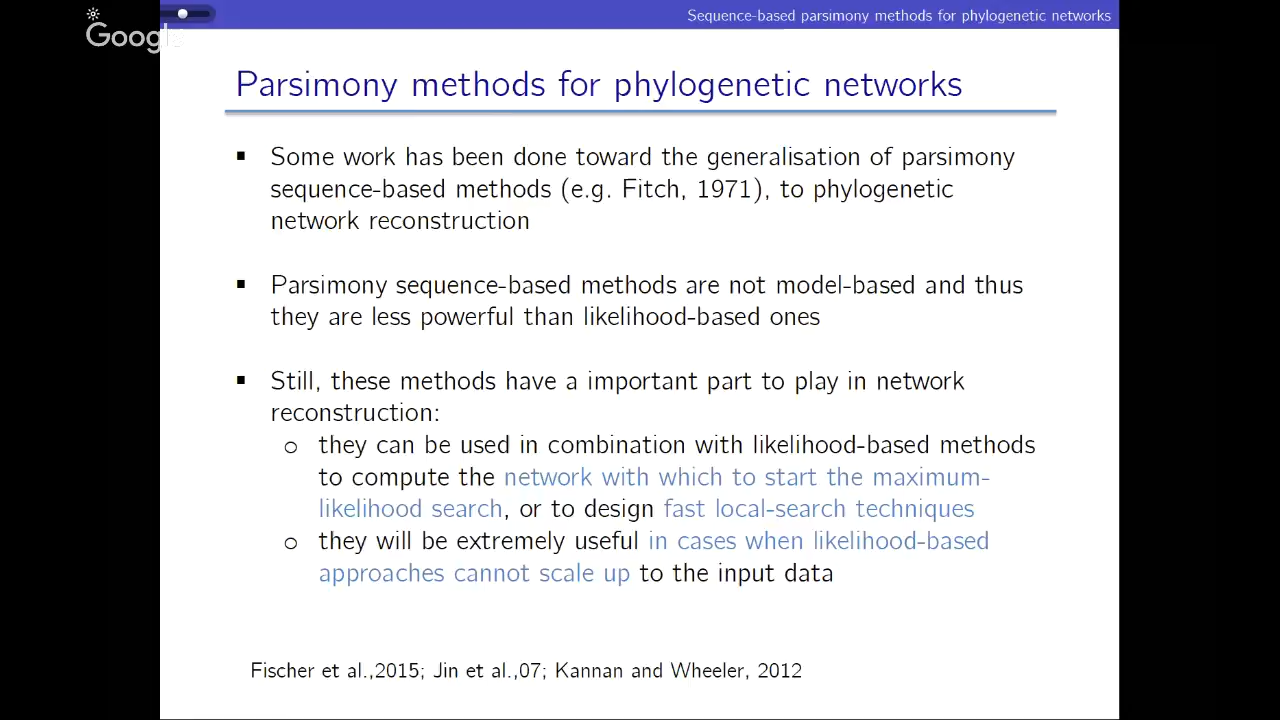 Sequence-based parsimony methods for phylogenetic networks
Google
Parsimony methods for phylogenetic networks
▪ Some work has been done toward the generalisation of parsimony
sequence-based methods (e.g. Fitch, 1971), to phylogenetic
network reconstruction
▪ Parsimony sequence-based methods are not model-based and thus
they are less powerful than likelihood-based ones
▪ Still, these methods have a important part to play in network
reconstruction:
o they can be used in combination with likelihood-based methods
to compute the network with which to start the maximum-
likelihood search, or to design fast local-search techniques
o they will be extremely useful in cases when likelihood-based
approaches cannot scale up to the input data
Fischer et al.,2015; Jin et al.,07; Kannan and Wheeler, 2012